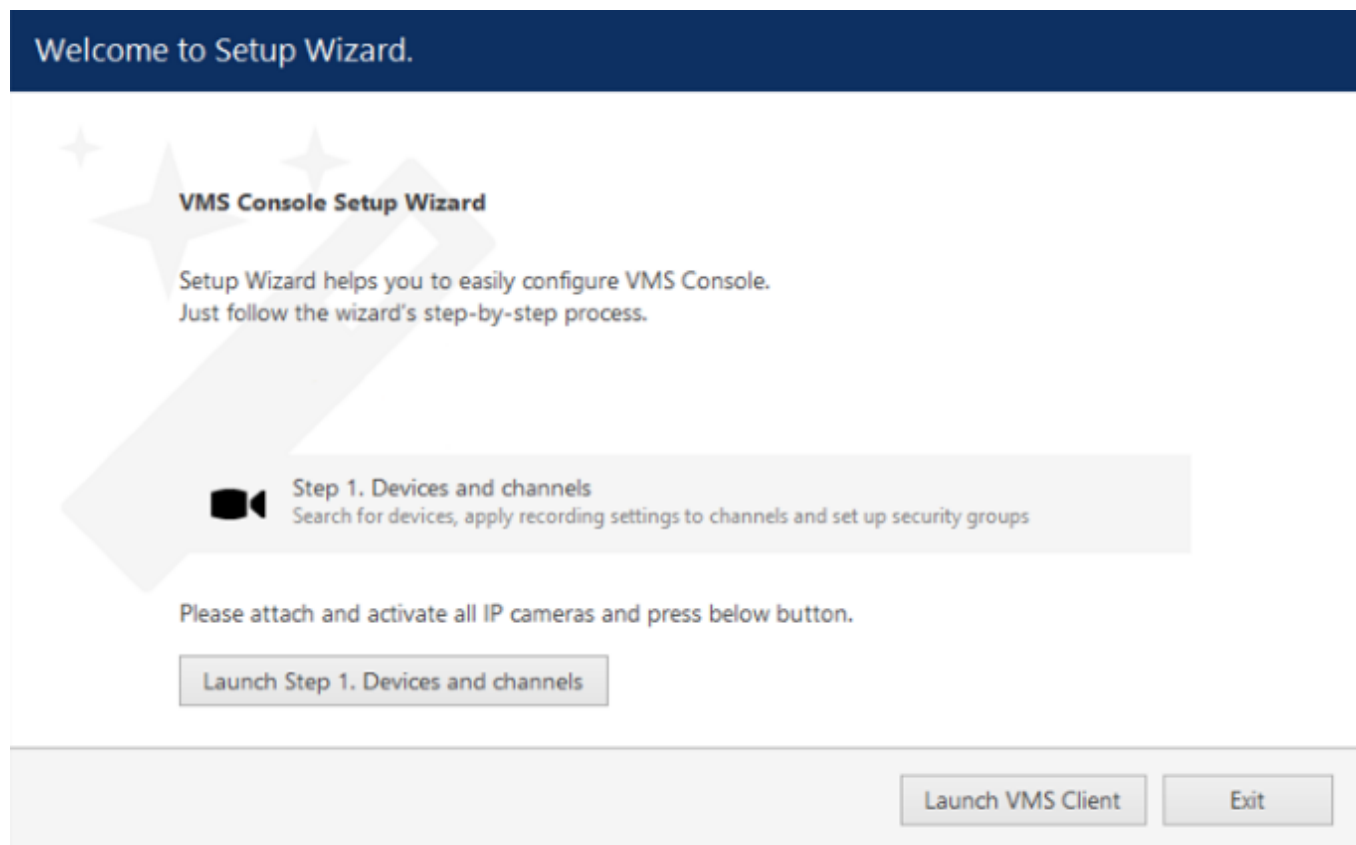 Welcome to Setup Wizard.
VMS Console Setup Wizard
Setup Wizard helps you to easily configure VMS Console.
Just follow the wizard's step-by-step process.
Step 1. Devices and channels
Search for devices, apply recording settings to channels and set up security groups
Please attach and activate all IP cameras and press below button.
Launch Step 1. Devices and channels
Launch VMS Client
Exit